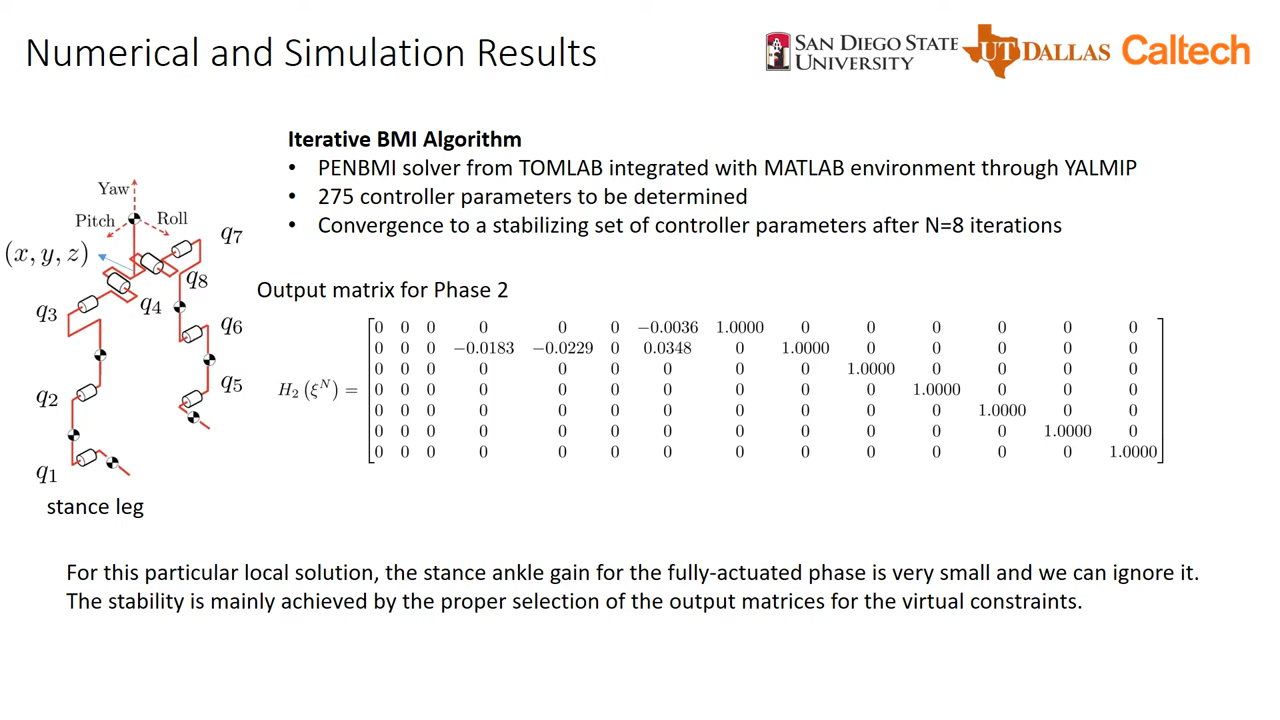 Numerical and Simulation Results
SAN DIEGO STATE
UNIVERSITY
UT DALLAS
Caltech
Iterative BMI Algorithm
• PENBMI solver from TOMLAB integrated with MATLAB environment through YALMIP
• 275 controller parameters to be determined
• Convergence to a stabilizing set of controller parameters after N=8 iterations
Yaw
Pitch
Roll
(x, y, z)
q7
q8
q4
q3
q6
q5
q2
q1
stance leg
Output matrix for Phase 2
H₂ (ξᴺ) =
0 0 0 0 0 0 −0.0036 1.0000 0 0 0 0 0 0
0 0 0 −0.0183 −0.0229 0 0.0348 0 1.0000 0 0 0 0 0
0 0 0 0 0 0 0 0 0 1.0000 0 0 0 0
0 0 0 0 0 0 0 0 0 0 1.0000 0 0 0
0 0 0 0 0 0 0 0 0 0 0 1.0000 0 0
0 0 0 0 0 0 0 0 0 0 0 0 1.0000 0
0 0 0 0 0 0 0 0 0 0 0 0 0 1.0000
For this particular local solution, the stance ankle gain for the fully-actuated phase is very small and we can ignore it.
The stability is mainly achieved by the proper selection of the output matrices for the virtual constraints.